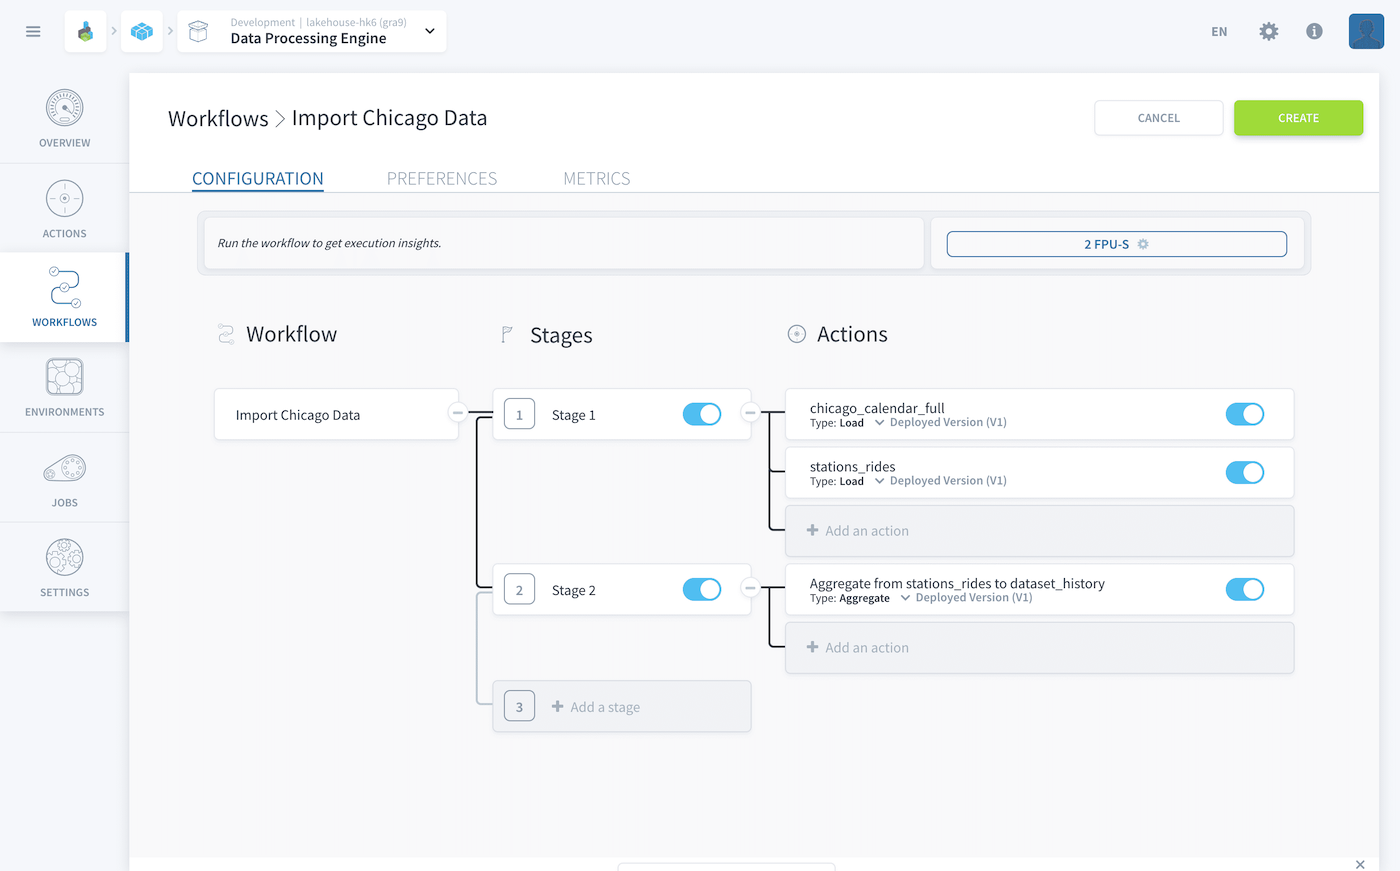 Development | lakehouse-hk6 (gra9)
Data Processing Engine
EN
OVERVIEW
ACTIONS
WORKFLOWS
ENVIRONMENTS
JOBS
SETTINGS
Workflows > Import Chicago Data
CANCEL
CREATE
CONFIGURATION
PREFERENCES
METRICS
Run the workflow to get execution insights.
2 FPU-S
Workflow
Stages
Actions
Import Chicago Data
1
Stage 1
chicago_calendar_full
Type: Load Deployed Version (V1)
stations_rides
Type: Load Deployed Version (V1)
+ Add an action
2
Stage 2
Aggregate from stations_rides to dataset_history
Type: Aggregate Deployed Version (V1)
+ Add an action
3
+ Add a stage